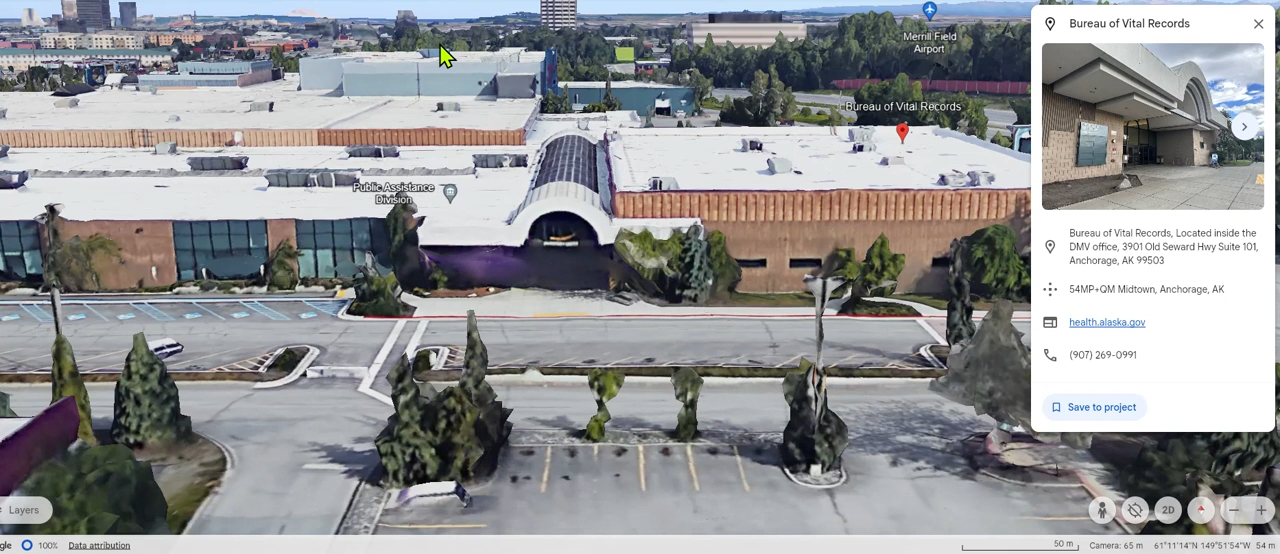 Merrill Field
Airport
Bureau of Vital Records
Public Assistance
Division
Bureau of Vital Records
Bureau of Vital Records, Located inside the
DMV office, 3901 Old Seward Hwy Suite 101,
Anchorage, AK 99503
54MP+QM Midtown, Anchorage, AK
health.alaska.gov
(907) 269-0991
Save to project
Layers
2D
gle
100%
Data attribution
50 m
Camera: 65 m
61°11'14"N 149°51'54"W
54 m